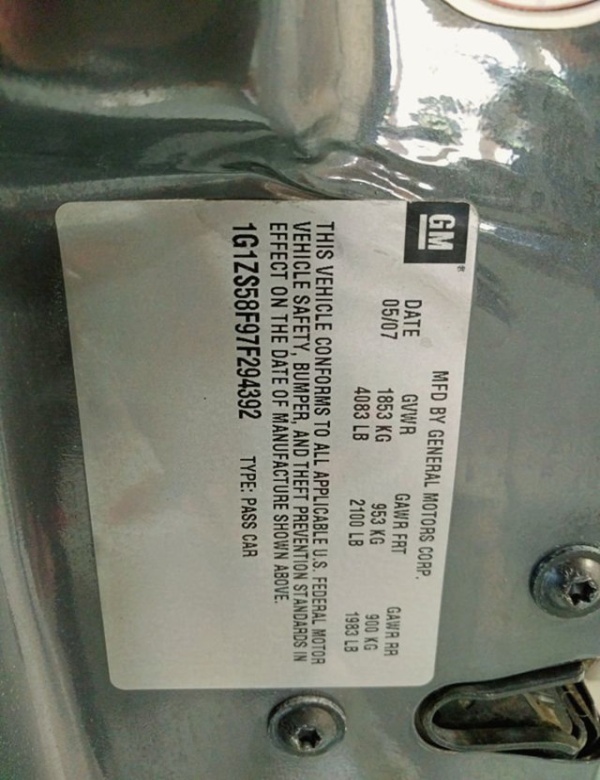 GM®
MFD BY GENERAL MOTORS CORP.
DATE GVWR GAWR FRT GAWR RR
05/07 1853 KG 953 KG 900 KG
4083 LB 2100 LB 1983 LB
THIS VEHICLE CONFORMS TO ALL APPLICABLE U.S. FEDERAL MOTOR
VEHICLE SAFETY, BUMPER, AND THEFT PREVENTION STANDARDS IN
EFFECT ON THE DATE OF MANUFACTURE SHOWN ABOVE.
1G1ZS58F97F294392 TYPE: PASS CAR